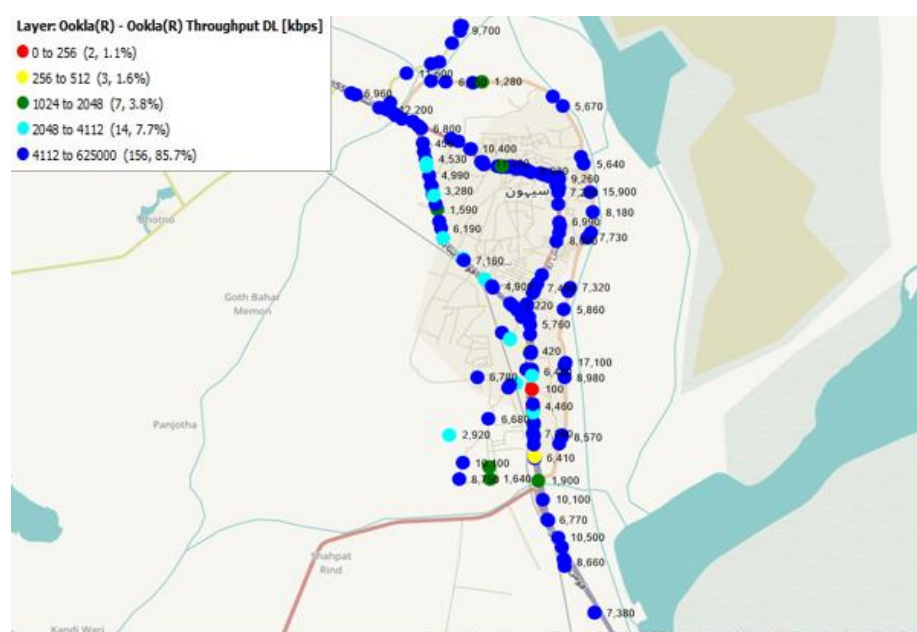 Layer: Ookla(R) - Ookla(R) Throughput DL [kbps]
0 to 256 (2, 1.1%)
256 to 512 (3, 1.6%)
1024 to 2048 (7, 3.8%)
2048 to 4112 (14, 7.7%)
4112 to 625000 (156, 85.7%)
9,700
1,280
6,960
5,670
12,200
6,800
10,400
4,530
5,640
4,990
9,260
3,280
سيهون
15,900
1,590
8,180
6,190
6,990
7,730
Bhotno
7,160
4,900
7,320
Goth Bahar
Memon
5,860
5,760
420
17,100
6,780
8,980
100
4,460
6,680
Panjotha
2,920
8,570
6,410
10,100
1,640
1,900
10,100
6,770
10,500
Shahpat
Rind
8,660
7,380
Kandi Wari